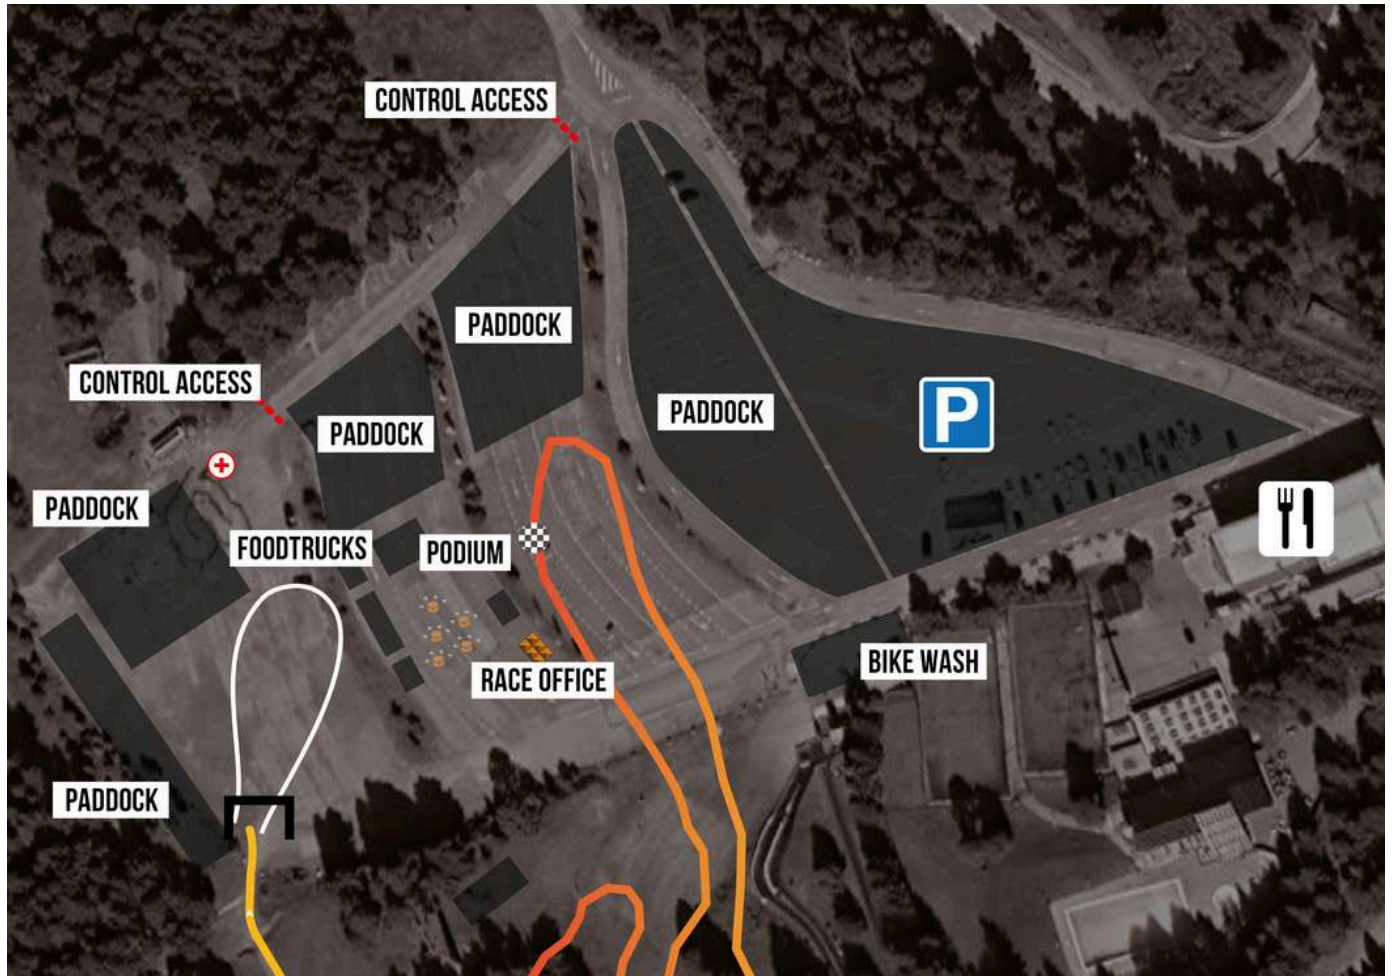 CONTROL ACCESS
PADDOCK
CONTROL ACCESS
PADDOCK
PADDOCK
P
PADDOCK
FOODTRUCKS
PODIUM
RACE OFFICE
BIKE WASH
PADDOCK